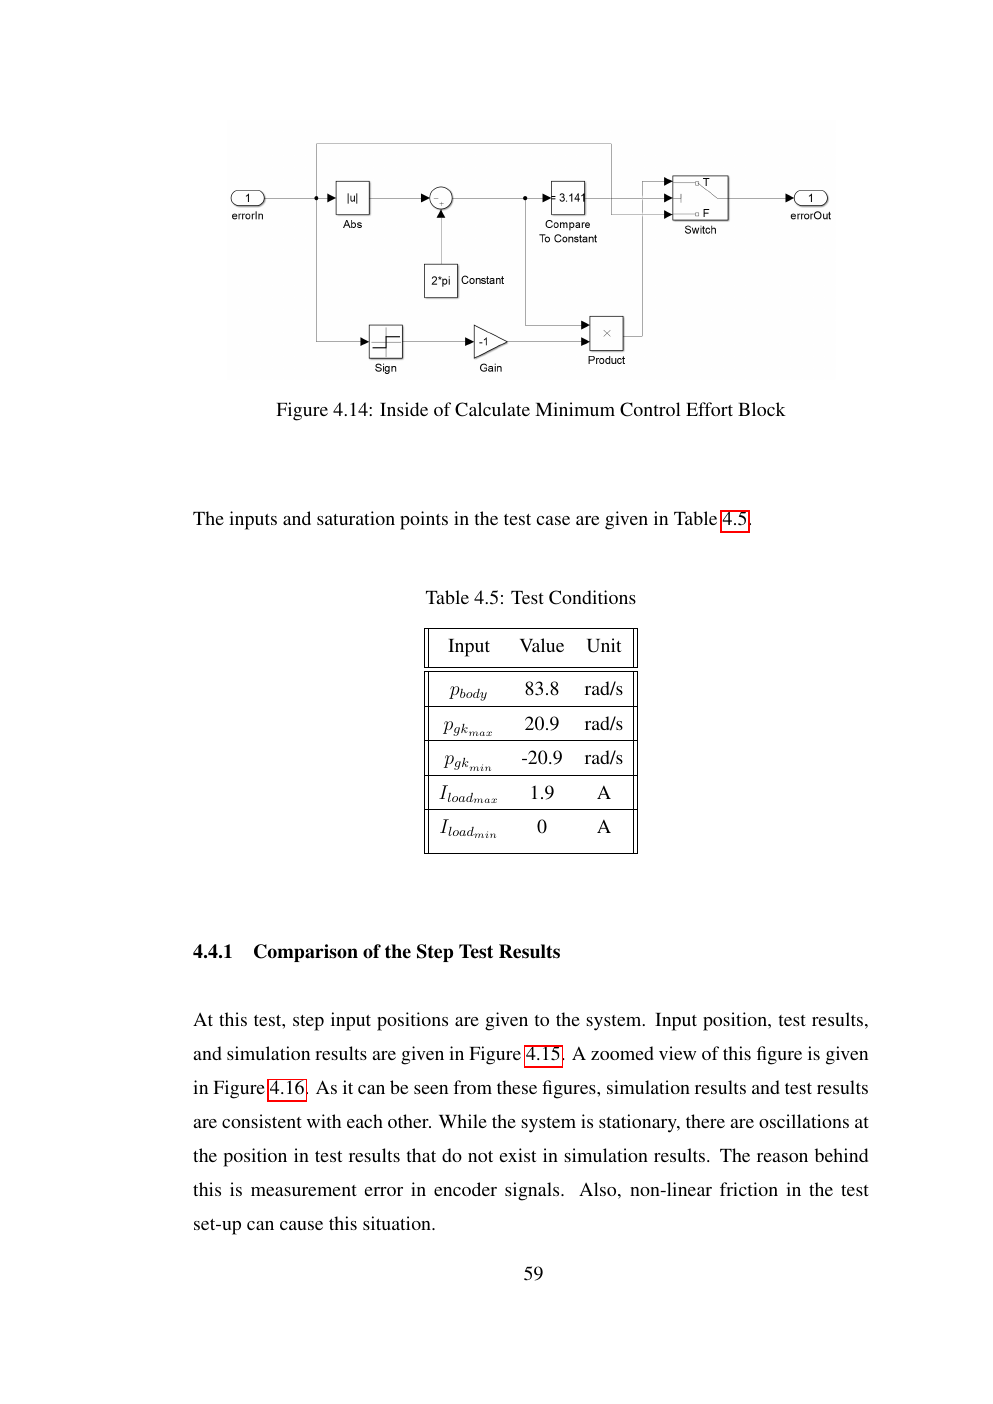 1
errorIn
|u|
Abs
-
+
2*pi
Constant
Sign
-1
Gain
= 3.141
Compare
To Constant
×
Product
T
F
Switch
1
errorOut
Figure 4.14: Inside of Calculate Minimum Control Effort Block
The inputs and saturation points in the test case are given in Table 4.5.
Table 4.5: Test Conditions
Input Value Unit
p_body 83.8 rad/s
p_gk_max 20.9 rad/s
p_gk_min -20.9 rad/s
I_load_max 1.9 A
I_load_min 0 A
4.4.1 Comparison of the Step Test Results
At this test, step input positions are given to the system. Input position, test results,
and simulation results are given in Figure 4.15. A zoomed view of this figure is given
in Figure 4.16. As it can be seen from these figures, simulation results and test results
are consistent with each other. While the system is stationary, there are oscillations at
the position in test results that do not exist in simulation results. The reason behind
this is measurement error in encoder signals. Also, non-linear friction in the test
set-up can cause this situation.
59